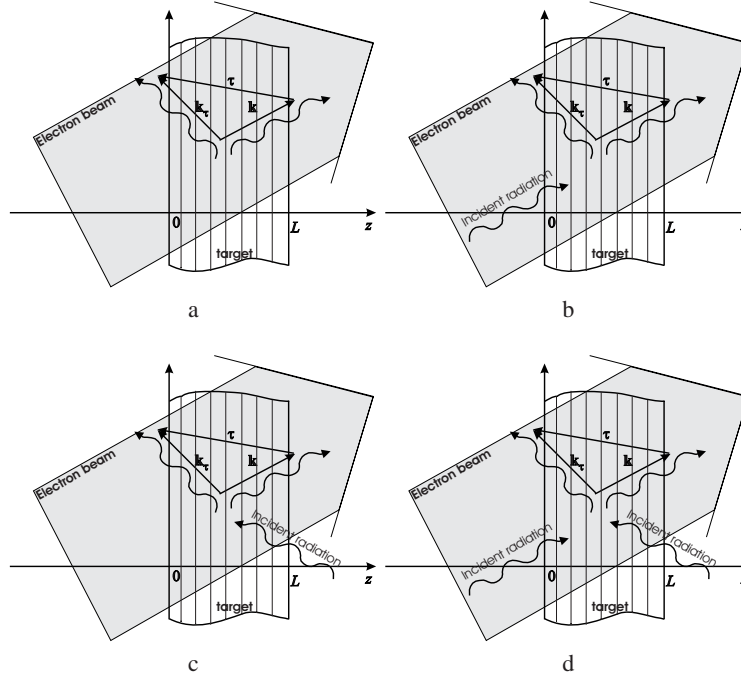 τ
k_τ
k
Electron beam
0
L
z
target
a
τ
k_τ
k
Electron beam
Incident radiation
0
L
target
b
τ
k_τ
k
Electron beam
Incident radiation
0
L
z
target
c
τ
k_τ
k
Electron beam
Incident radiation
Incident radiation
0
L
target
d